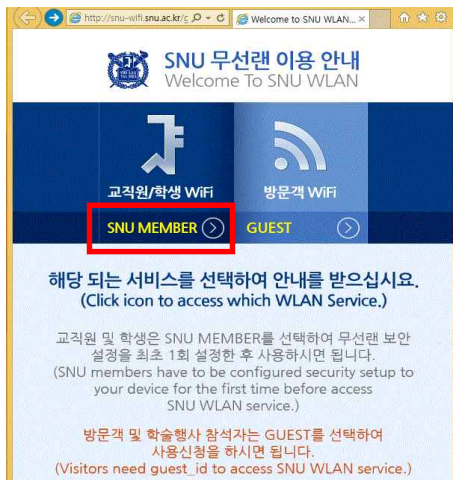 http://snu-wifi.snu.ac.kr/ç
Welcome to SNU WLAN...
SNU 무선랜 이용 안내
Welcome To SNU WLAN
교직원/학생 WiFi
방문객 WiFi
SNU MEMBER
GUEST
해당 되는 서비스를 선택하여 안내를 받으십시요.
(Click icon to access which WLAN Service.)
교직원 및 학생은 SNU MEMBER를 선택하여 무선랜 보안
설정을 최초 1회 설정한 후 사용하시면 됩니다.
(SNU members have to be configured security setup to
your device for the first time before access
SNU WLAN service.)
방문객 및 학술행사 참석자는 GUEST를 선택하여
사용신청을 하시면 됩니다.
(Visitors need guest_id to access SNU WLAN service.)